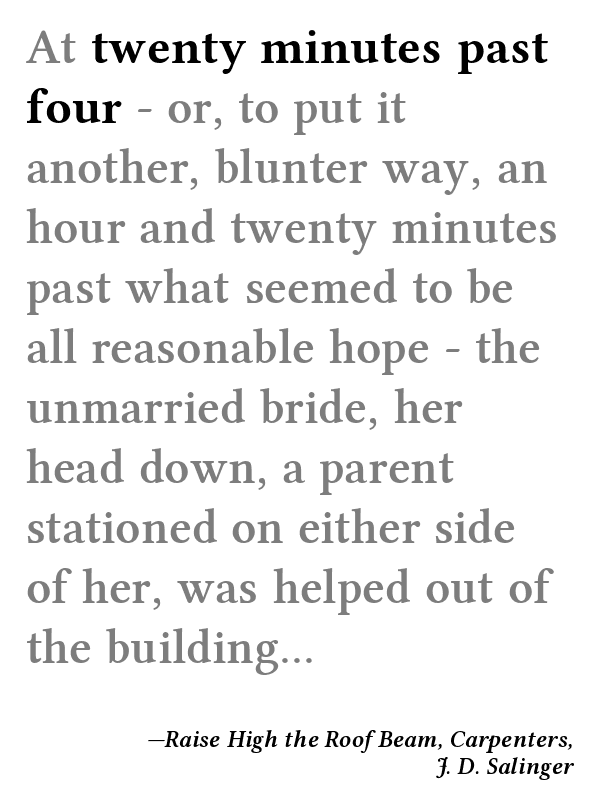 At twenty minutes past
four - or, to put it
another, blunter way, an
hour and twenty minutes
past what seemed to be
all reasonable hope - the
unmarried bride, her
head down, a parent
stationed on either side
of her, was helped out of
the building...
—Raise High the Roof Beam, Carpenters,
J. D. Salinger